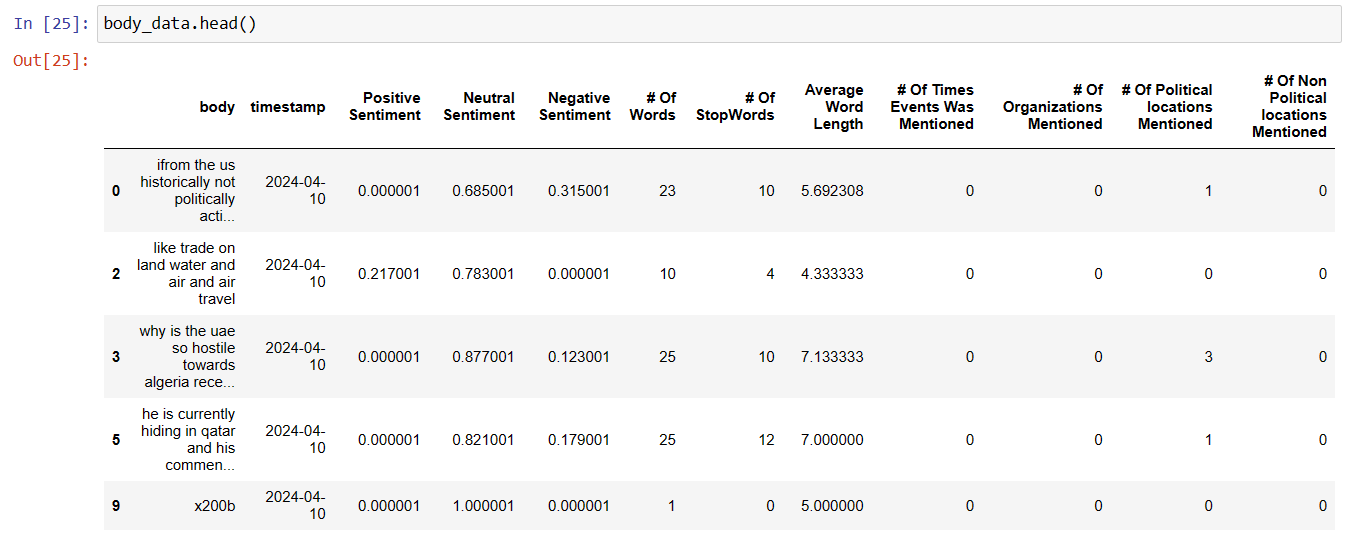 In [25]: body_data.head()
Out[25]:
body timestamp Positive Sentiment Neutral Sentiment Negative Sentiment # Of Words # Of StopWords Average Word Length # Of Times Events Was Mentioned # Of Organizations Mentioned # Of Political locations Mentioned # Of Non Political locations Mentioned
0 ifrom the us historically not politically acti... 2024-04-10 0.000001 0.685001 0.315001 23 10 5.692308 0 0 1 0
2 like trade on land water and air and air travel 2024-04-10 0.217001 0.783001 0.000001 10 4 4.333333 0 0 0 0
3 why is the uae so hostile towards algeria rece... 2024-04-10 0.000001 0.877001 0.123001 25 10 7.133333 0 0 3 0
5 he is currently hiding in qatar and his commen... 2024-04-10 0.000001 0.821001 0.179001 25 12 7.000000 0 0 1 0
9 x200b 2024-04-10 0.000001 1.000001 0.000001 1 0 5.000000 0 0 0 0